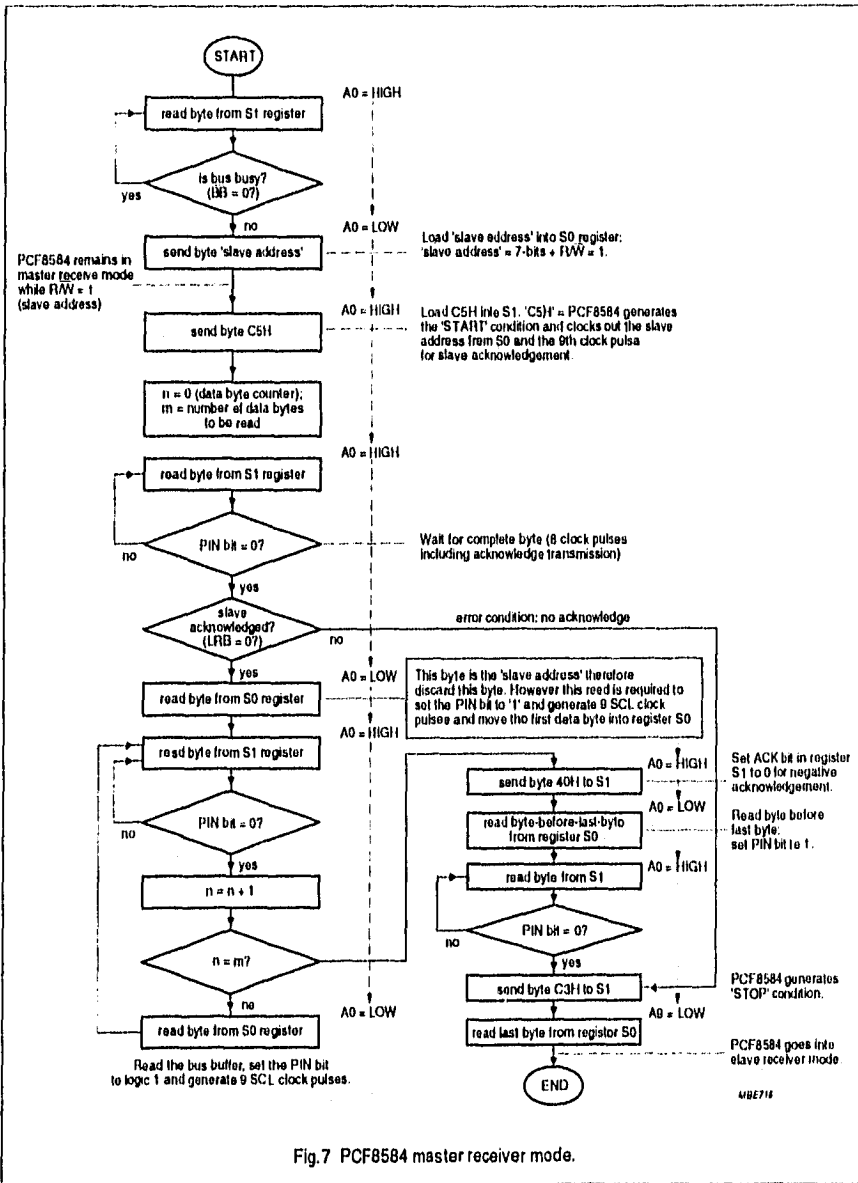 START
A0 = HIGH
read byte from S1 register
is bus busy?
(BB = 0?)
yes
no
A0 = LOW
send byte 'slave address'
Load 'slave address' into S0 register;
'slave address' = 7-bits + R/W = 1.
PCF8584 remains in
master receive mode
while R/W = 1
(slave address)
A0 = HIGH
send byte C5H
Load C5H into S1. 'C5H' = PCF8584 generates
the 'START' condition and clocks out the slave
address from S0 and the 9th clock pulse
for slave acknowledgement.
n = 0 (data byte counter);
m = number of data bytes
to be read
A0 = HIGH
read byte from S1 register
PIN bit = 0?
no
yes
Wait for complete byte (8 clock pulses
including acknowledge transmission)
slave
acknowledged?
(LRB = 0?)
no
error condition: no acknowledge
yes
A0 = LOW
read byte from S0 register
This byte is the 'slave address' therefore
discard this byte. However this read is required to
set the PIN bit to '1' and generate 9 SCL clock
pulses and move the first data byte into register S0
A0 = HIGH
read byte from S1 register
PIN bit = 0?
no
yes
n = n + 1
n = m?
no
A0 = LOW
read byte from S0 register
Read the bus buffer, set the PIN bit
to logic 1 and generate 9 SCL clock pulses.
A0 = HIGH
send byte 40H to S1
Set ACK bit in register
S1 to 0 for negative
acknowledgement.
A0 = LOW
read byte-before-last-byte
from register S0
Read byte before
last byte;
set PIN bit to 1.
A0 = HIGH
read byte from S1
PIN bit = 0?
no
yes
send byte C3H to S1
PCF8584 generates
'STOP' condition.
A0 = LOW
read last byte from register S0
PCF8584 goes into
slave receiver mode
END
MBE716
Fig.7 PCF8584 master receiver mode.